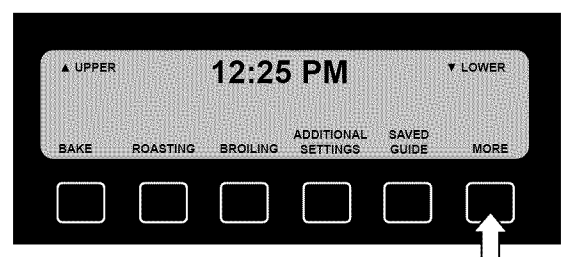 ▲ UPPER 12:25 PM ▼ LOWER
BAKE ROASTING BROILING ADDITIONAL SETTINGS SAVED GUIDE MORE